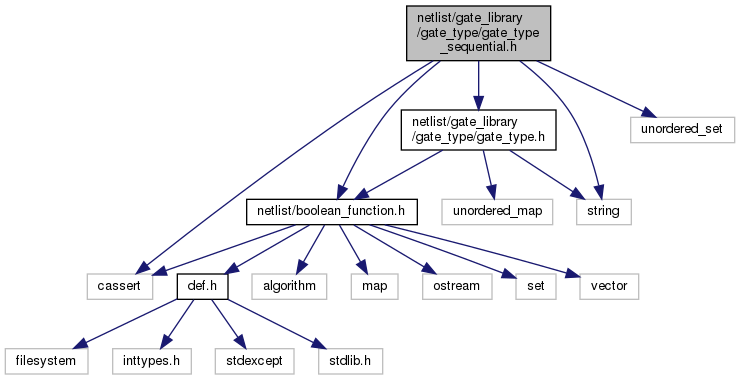 netlist/gate_library
/gate_type/gate_type
_sequential.h
netlist/gate_library
/gate_type/gate_type.h
unordered_set
netlist/boolean_function.h
unordered_map
string
cassert
def.h
algorithm
map
ostream
set
vector
filesystem
inttypes.h
stdexcept
stdlib.h